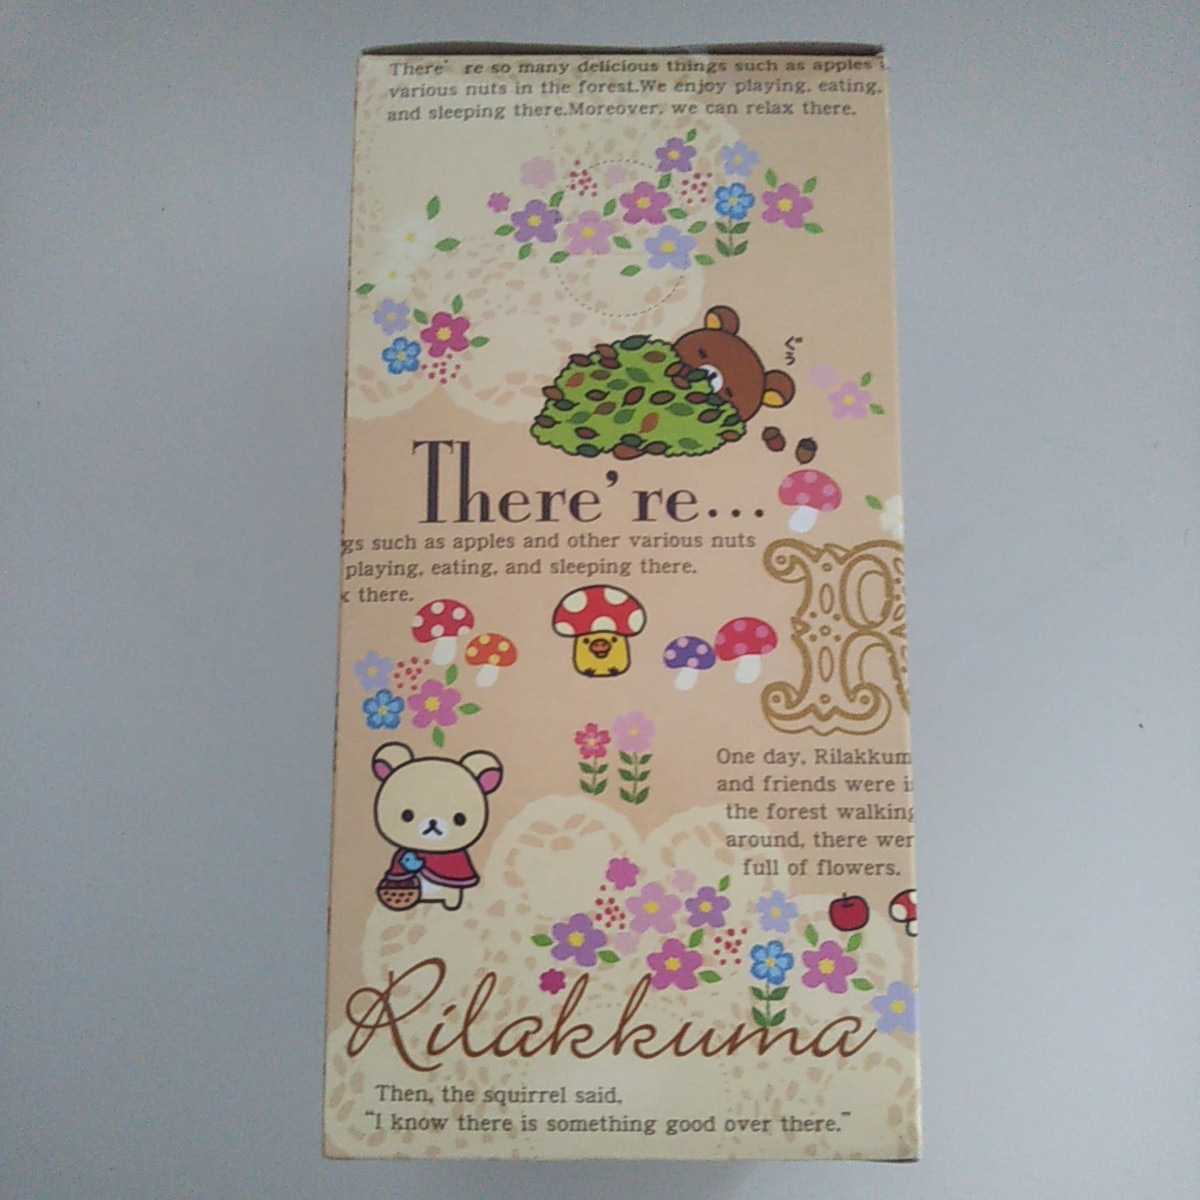 There' re so many delicious things such as apples
various nuts in the forest.We enjoy playing, eating,
and sleeping there.Moreover, we can relax there.
ぐぅ
There're...
gs such as apples and other various nuts
playing, eating, and sleeping there.
x there.
R
One day, Rilakkum
and friends were i
the forest walking
around, there wer
full of flowers.
Rilakkuma
Then, the squirrel said,
"I know there is something good over there."